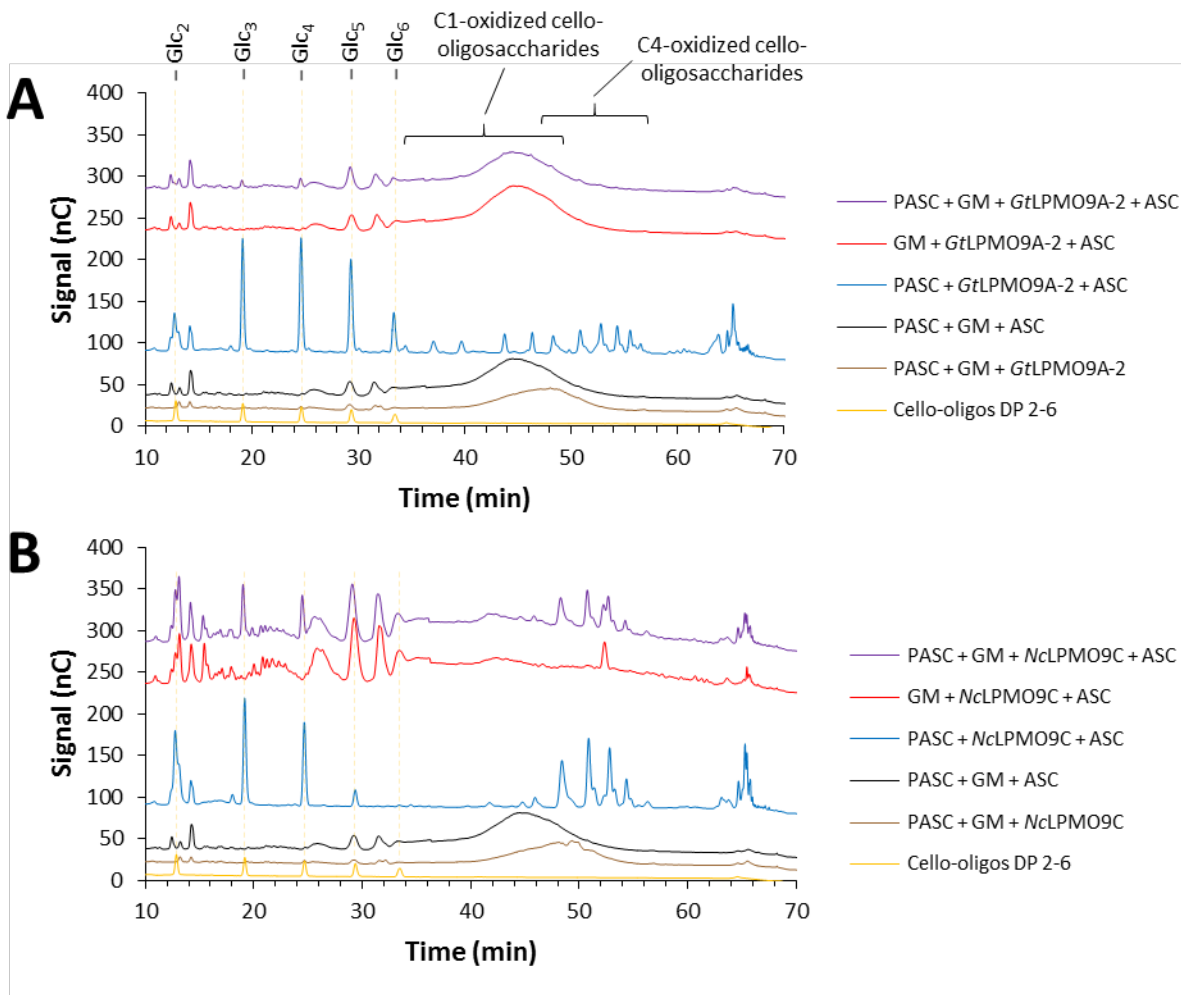 A
Glc2
Glc3
Glc4
Glc5
Glc6
C1-oxidized cello-
oligosaccharides
C4-oxidized cello-
oligosaccharides
400
350
300
250
200
150
100
50
0
Signal (nC)
10 20 30 40 50 60 70
Time (min)
PASC + GM + GtLPMO9A-2 + ASC
GM + GtLPMO9A-2 + ASC
PASC + GtLPMO9A-2 + ASC
PASC + GM + ASC
PASC + GM + GtLPMO9A-2
Cello-oligos DP 2-6
B
400
350
300
250
200
150
100
50
0
Signal (nC)
10 20 30 40 50 60 70
Time (min)
PASC + GM + NcLPMO9C + ASC
GM + NcLPMO9C + ASC
PASC + NcLPMO9C + ASC
PASC + GM + ASC
PASC + GM + NcLPMO9C
Cello-oligos DP 2-6